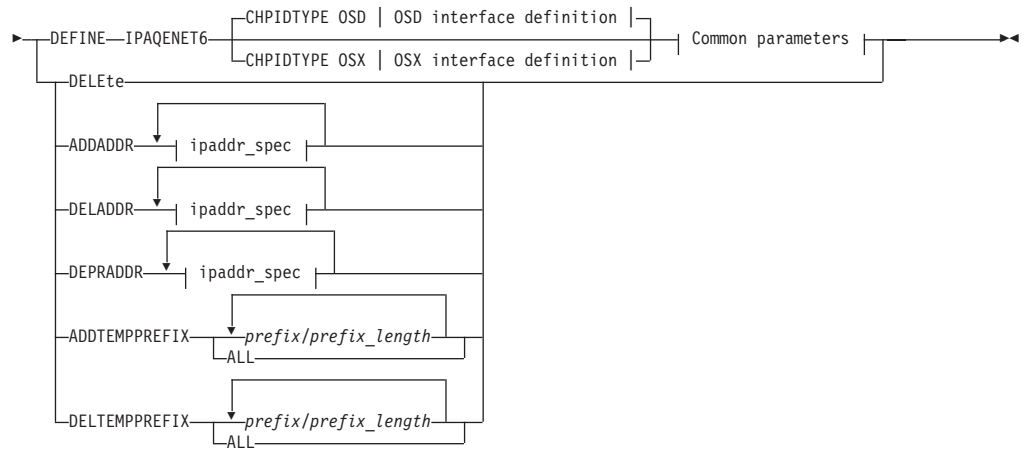 CHPIDTYPE OSD | OSD interface definition
DEFINE IPAQENET6 Common parameters
CHPIDTYPE OSX | OSX interface definition
DELEte
ADDADDR ipaddr_spec
DELADDR ipaddr_spec
DEPRADDR ipaddr_spec
ADDTEMPPREFIX prefix/prefix_length
ALL
DELTEMPPREFIX prefix/prefix_length
ALL